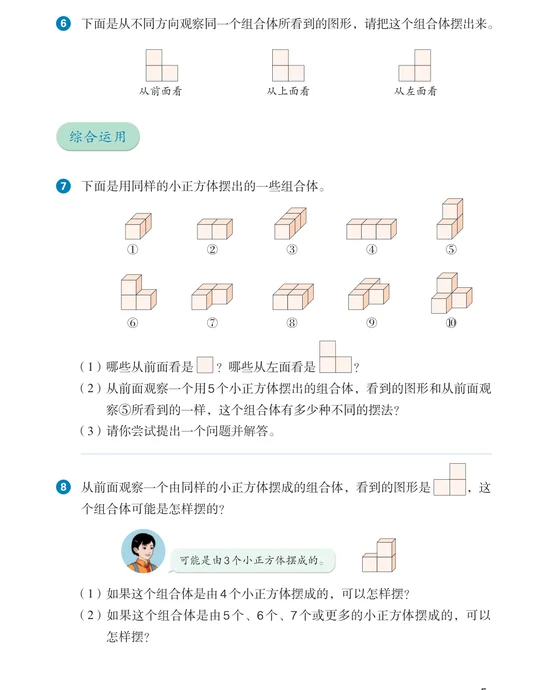 6 下面是从不同方向观察同一个组合体所看到的图形，请把这个组合体摆出来。
从前面看 从上面看 从左面看
综合运用
7 下面是用同样的小正方体摆出的一些组合体。
① ② ③ ④ ⑤
⑥ ⑦ ⑧ ⑨ ⑩
（1）哪些从前面看是 ？哪些从左面看是 ？
（2）从前面观察一个用5个小正方体摆出的组合体，看到的图形和从前面观
察⑤所看到的一样，这个组合体有多少种不同的摆法？
（3）请你尝试提出一个问题并解答。
8 从前面观察一个由同样的小正方体摆成的组合体，看到的图形是 ，这
个组合体可能是怎样摆的？
可能是由3个小正方体摆成的。
（1）如果这个组合体是由4个小正方体摆成的，可以怎样摆？
（2）如果这个组合体是由5个、6个、7个或更多的小正方体摆成的，可以
怎样摆？